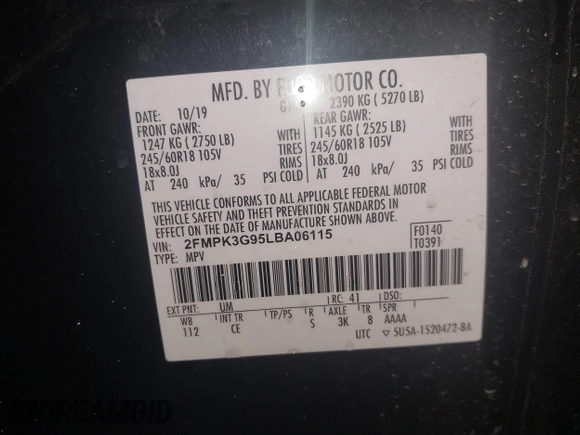 MFD. BY FORD MOTOR CO.
DATE: 10/19 2390 KG ( 5270 LB)
FRONT GAWR: REAR GAWR:
1247 KG ( 2750 LB) WITH 1145 KG ( 2525 LB) WITH
245/60R18 105V TIRES 245/60R18 105V TIRES
18x8.0J RIMS 18x8.0J RIMS
AT 240 kPa/ 35 PSI COLD AT 240 kPa/ 35 PSI COLD
THIS VEHICLE CONFORMS TO ALL APPLICABLE FEDERAL MOTOR
VEHICLE SAFETY AND THEFT PREVENTION STANDARDS IN
EFFECT ON THE DATE OF MANUFACTURE SHOWN ABOVE.
VIN: 2FMPK3G95LBA06115 F0140
TYPE: MPV T0391
EXT PNT: UM RC: 41 DSO:
WB INT TR TP/PS R AXLE TR SPR
112 CE S 3K 8 AAAA
UTC ▽ 5U5A-1520472-BA
DREAMBID